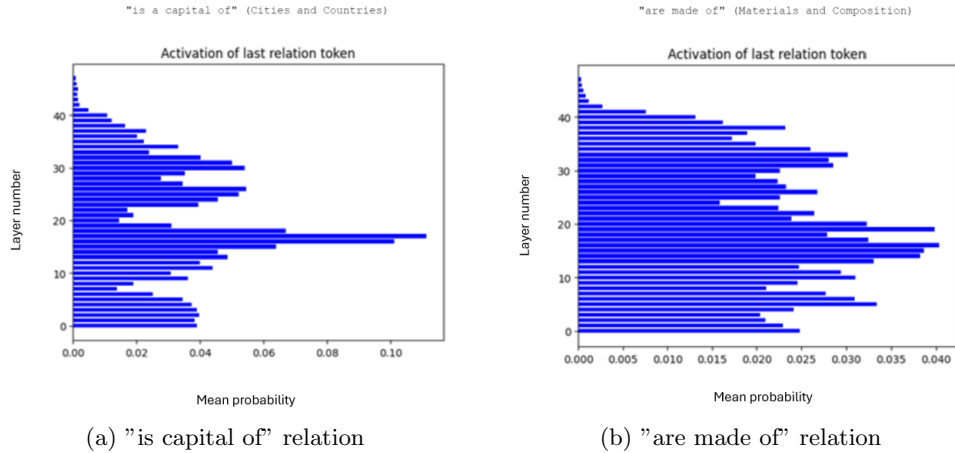 "is a capital of" (Cities and Countries)
Activation of last relation token
Layer number
40
30
20
10
0
0.00 0.02 0.04 0.06 0.08 0.10
Mean probability
(a) "is capital of" relation
"are made of" (Materials and Composition)
Activation of last relation token
Layer number
40
30
20
10
0
0.000 0.005 0.010 0.015 0.020 0.025 0.030 0.035 0.040
Mean probability
(b) "are made of" relation